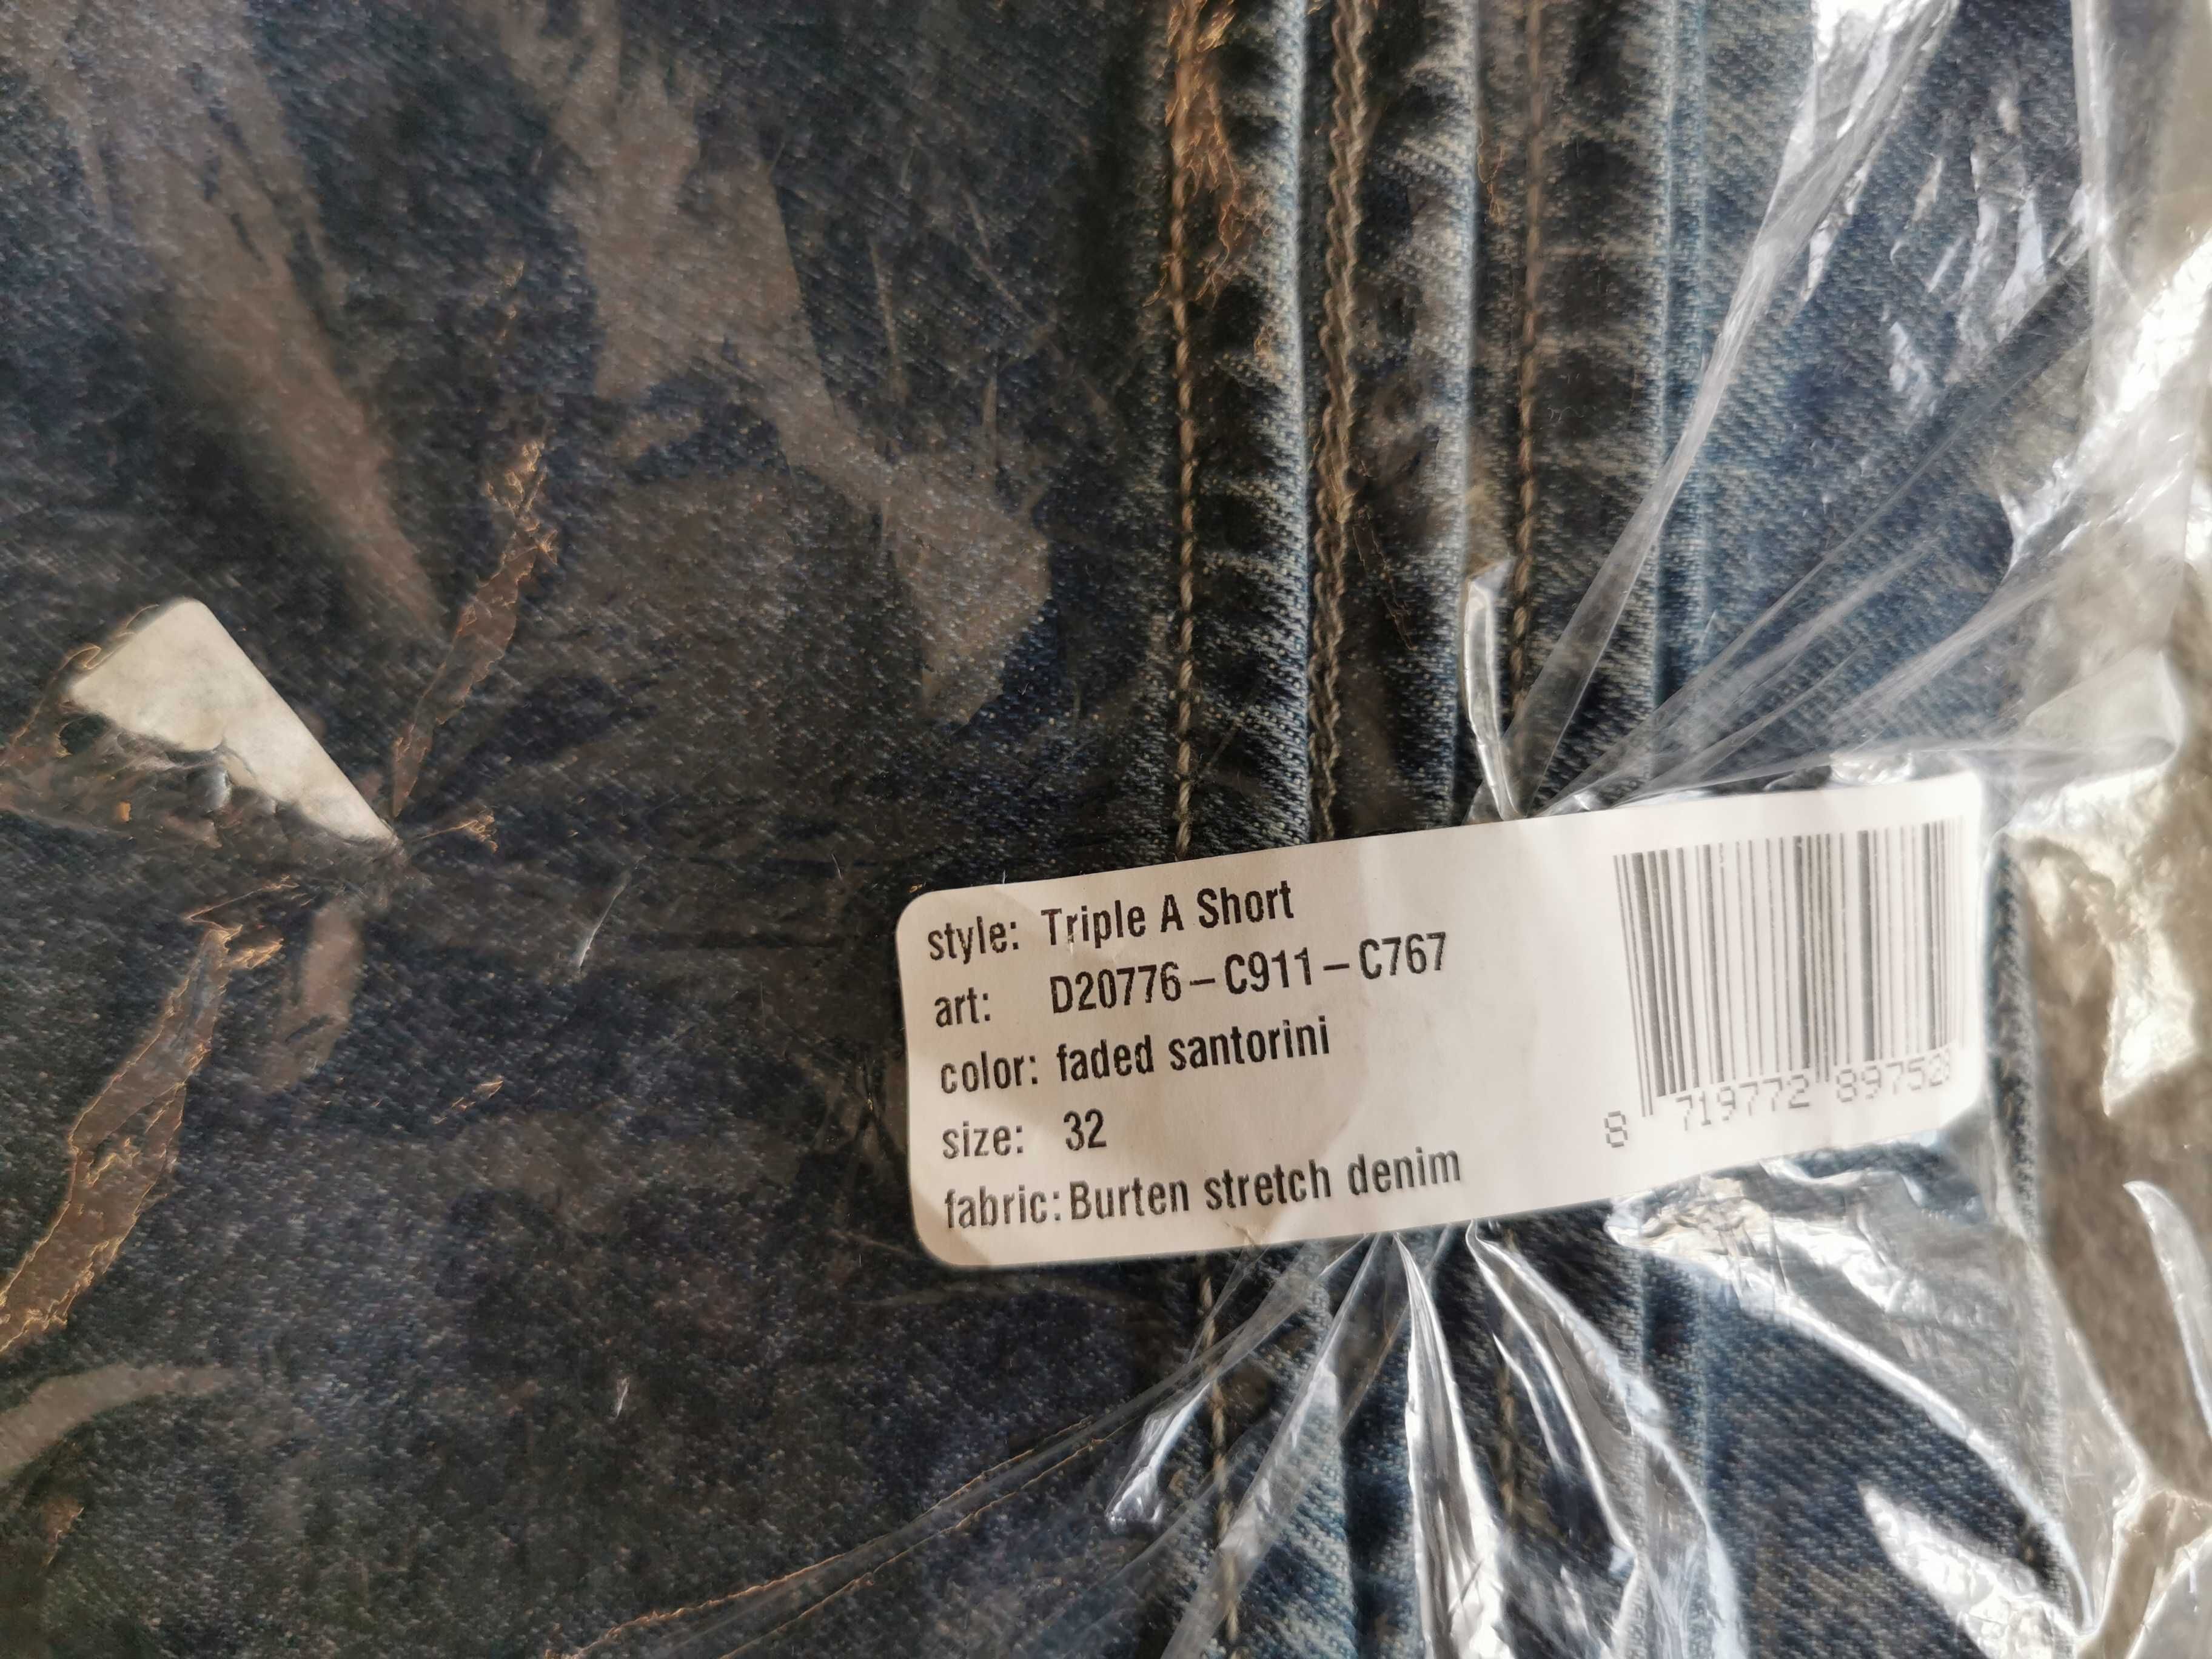 style: Triple A Short
art: D20776-C911-C767
color: faded santorini
size: 32
fabric: Burten stretch denim
8 719772 89752